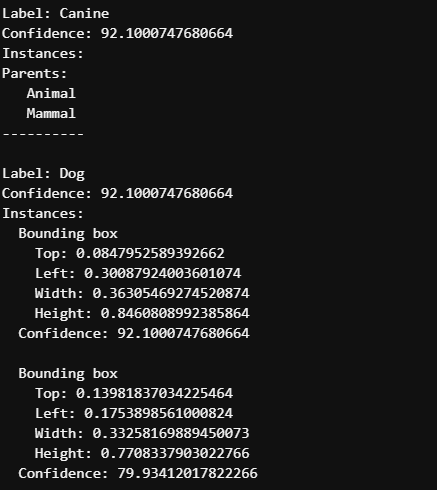 Label: Canine
Confidence: 92.1000747680664
Instances:
Parents:
   Animal
   Mammal
----------

Label: Dog
Confidence: 92.1000747680664
Instances:
  Bounding box
    Top: 0.0847952589392662
    Left: 0.30087924003601074
    Width: 0.36305469274520874
    Height: 0.8460808992385864
  Confidence: 92.1000747680664

  Bounding box
    Top: 0.13981837034225464
    Left: 0.1753898561000824
    Width: 0.33258169889450073
    Height: 0.7708337903022766
  Confidence: 79.93412017822266